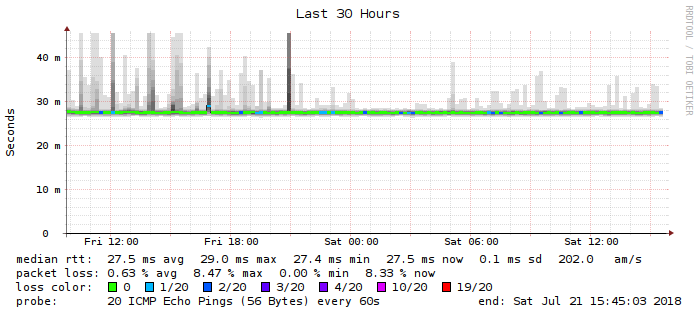 Last 30 Hours
RRDTOOL / TOBI OETIKER
Seconds
40 m
30 m
20 m
10 m
0
Fri 12:00 Fri 18:00 Sat 00:00 Sat 06:00 Sat 12:00
median rtt: 27.5 ms avg 29.0 ms max 27.4 ms min 27.5 ms now 0.1 ms sd 202.0 am/s
packet loss: 0.63 % avg 8.47 % max 0.00 % min 8.33 % now
loss color: 0 1/20 2/20 3/20 4/20 10/20 19/20
probe: 20 ICMP Echo Pings (56 Bytes) every 60s end: Sat Jul 21 15:45:03 2018